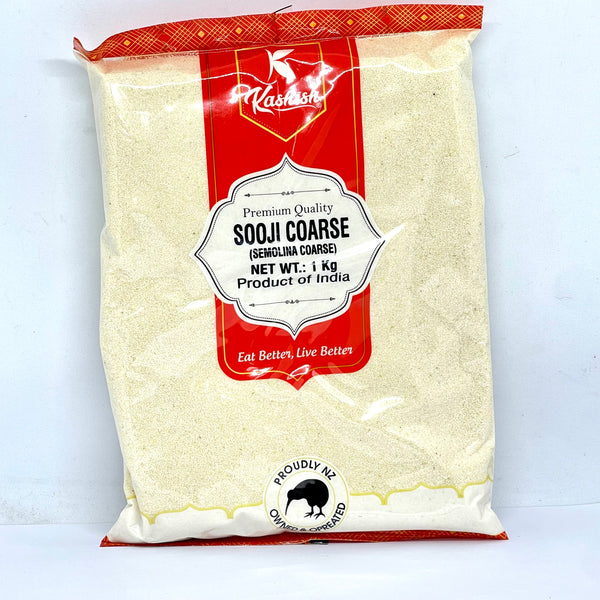 K
Kashish®
Premium Quality
SOOJI COARSE
(SEMOLINA COARSE)
NET WT.: 1 Kg
Product of India
Eat Better, Live Better
PROUDLY NZ
OWNED & OPREATED